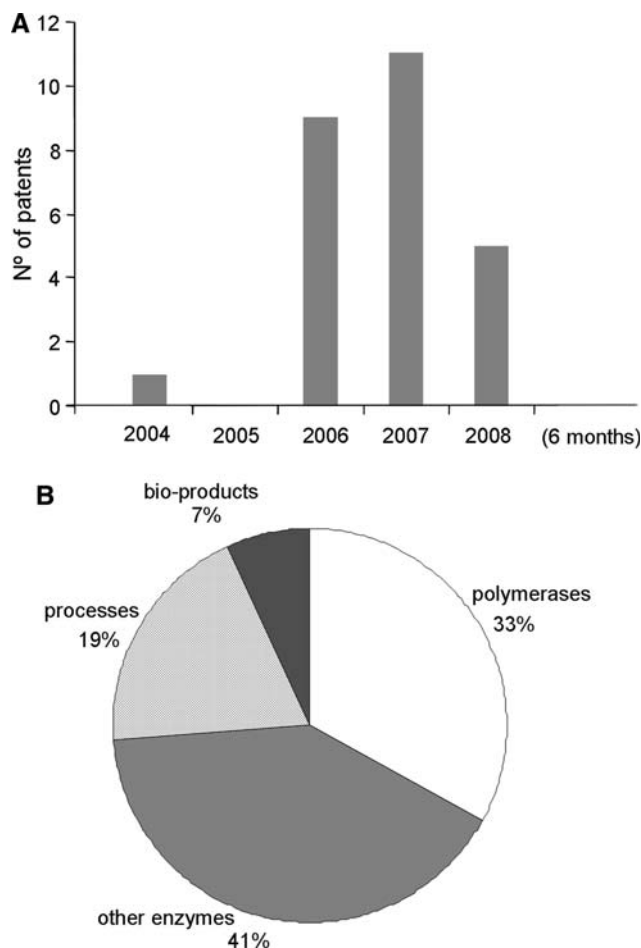 A
12
10
8
6
4
2
0
Nº of patents
2004 2005 2006 2007 2008 (6 months)
B
bio-products
7%
polymerases
33%
processes
19%
other enzymes
41%